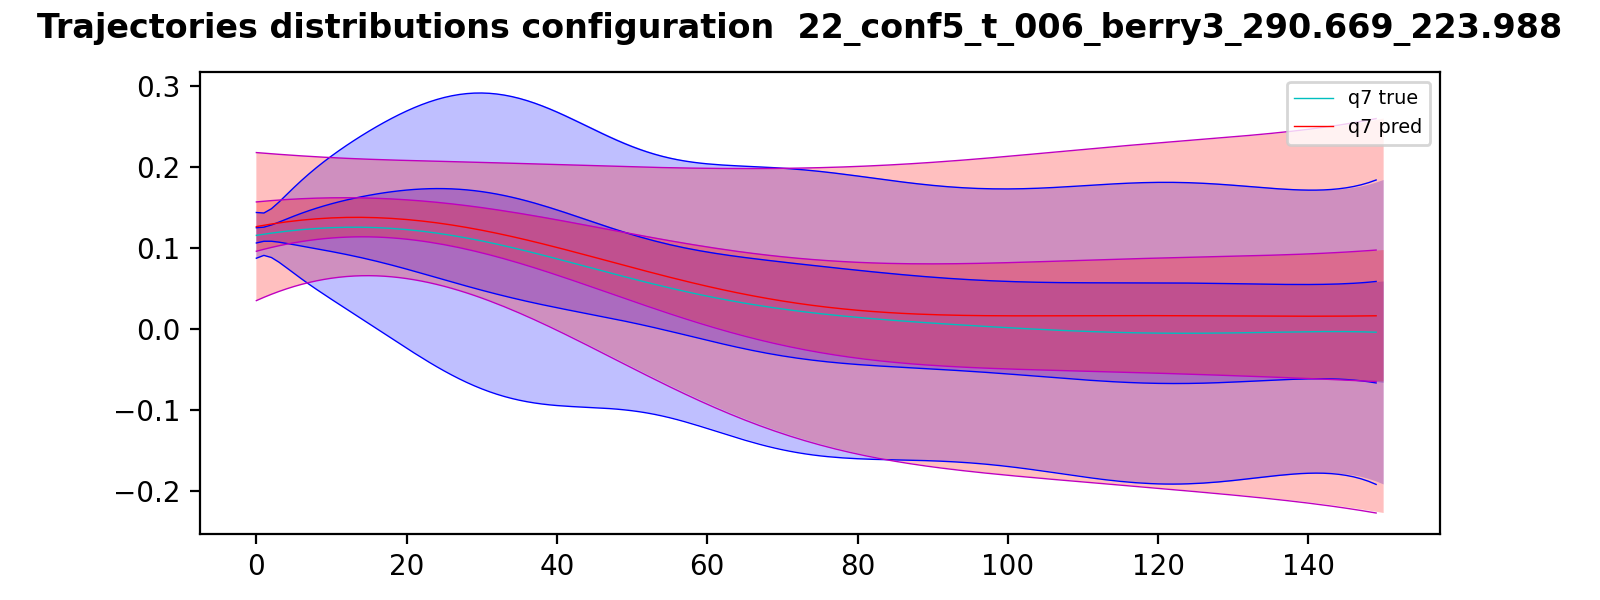 Trajectories distributions configuration  22_conf5_t_006_berry3_290.669_223.988
0.3
0.2
0.1
0.0
−0.1
−0.2
q7 true
q7 pred
0 20 40 60 80 100 120 140